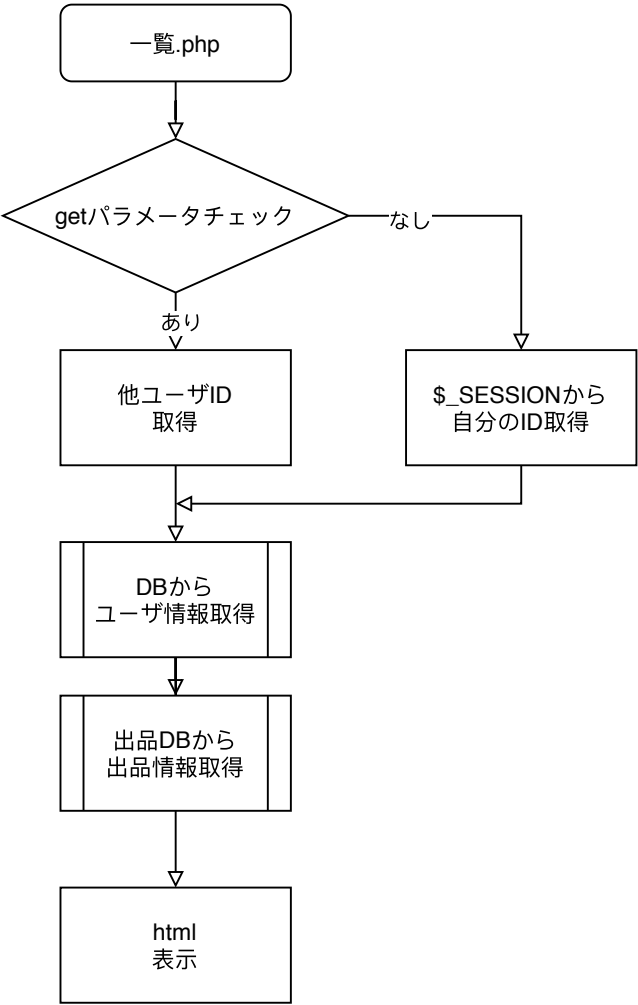 一覧.php
getパラメータチェック
なし
あり
他ユーザID
取得
$_SESSIONから
自分のID取得
DBから
ユーザ情報取得
出品DBから
出品情報取得
html
表示